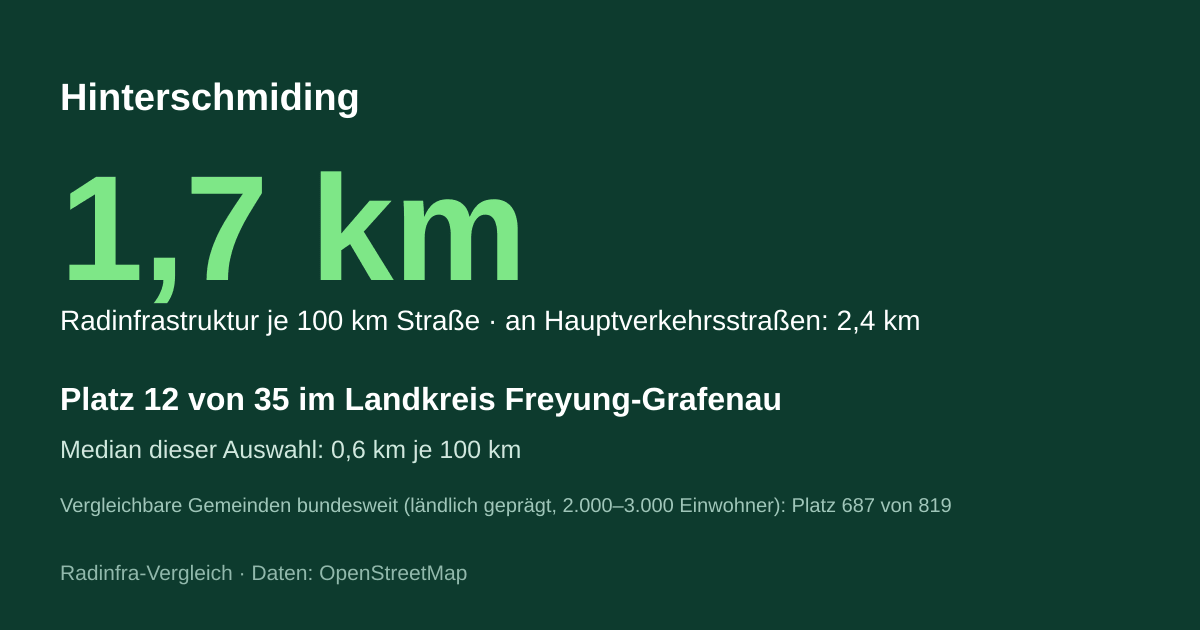 Hinterschmiding
1,7 km
Radinfrastruktur je 100 km Straße · an Hauptverkehrsstraßen: 2,4 km
Platz 12 von 35 im Landkreis Freyung-Grafenau
Median dieser Auswahl: 0,6 km je 100 km
Vergleichbare Gemeinden bundesweit (ländlich geprägt, 2.000–3.000 Einwohner): Platz 687 von 819
Radinfra-Vergleich · Daten: OpenStreetMap